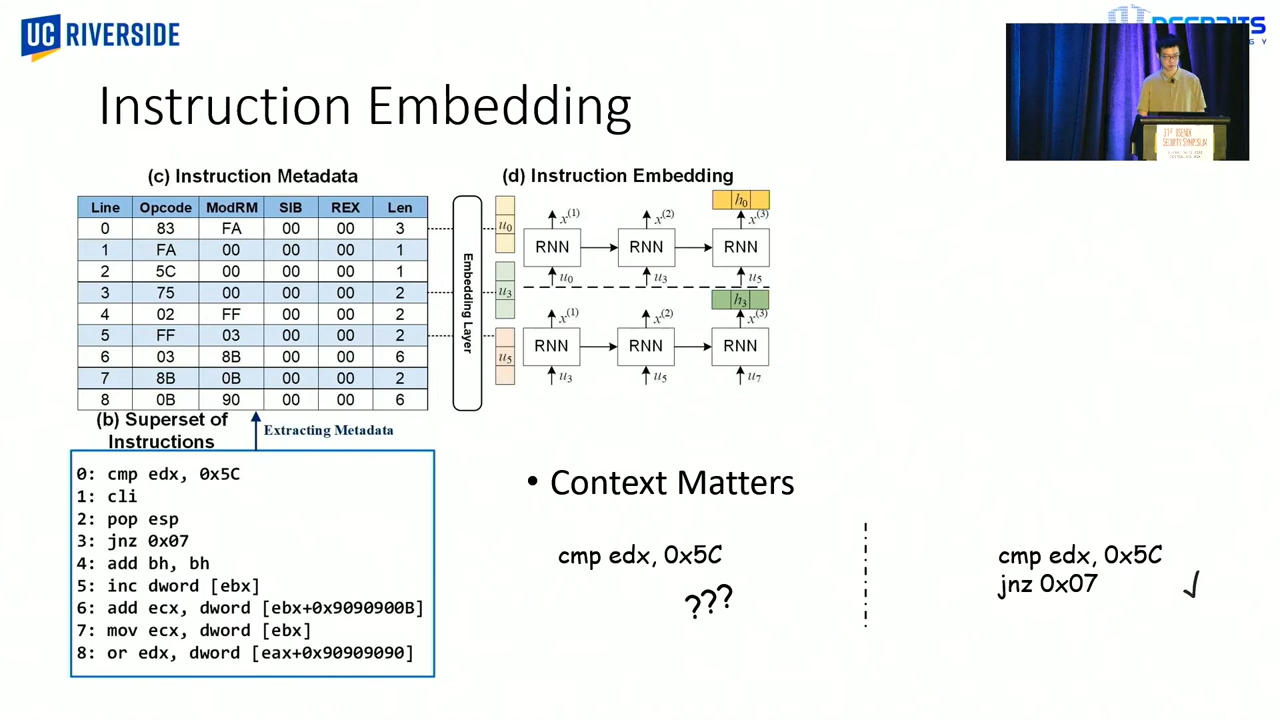 UC RIVERSIDE
DEEPBITS
Instruction Embedding
(c) Instruction Metadata
Line Opcode ModRM SIB REX Len
0 83 FA 00 00 3
1 FA 00 00 00 1
2 5C 00 00 00 1
3 75 00 00 00 2
4 02 FF 00 00 2
5 FF 03 00 00 2
6 03 8B 00 00 6
7 8B 0B 00 00 2
8 0B 90 00 00 6
Embedding Layer
u0
u3
u5
(d) Instruction Embedding
h0
x(1) x(2) x(3)
RNN RNN RNN
u0 u3 u5
h3
x(1) x(2) x(3)
RNN RNN RNN
u3 u5 u7
(b) Superset of
Instructions
Extracting Metadata
0: cmp edx, 0x5C
1: cli
2: pop esp
3: jnz 0x07
4: add bh, bh
5: inc dword [ebx]
6: add ecx, dword [ebx+0x9090900B]
7: mov ecx, dword [ebx]
8: or edx, dword [eax+0x90909090]
• Context Matters
cmp edx, 0x5C
???
cmp edx, 0x5C
jnz 0x07
31ST USENIX
SECURITY SYMPOSIUM